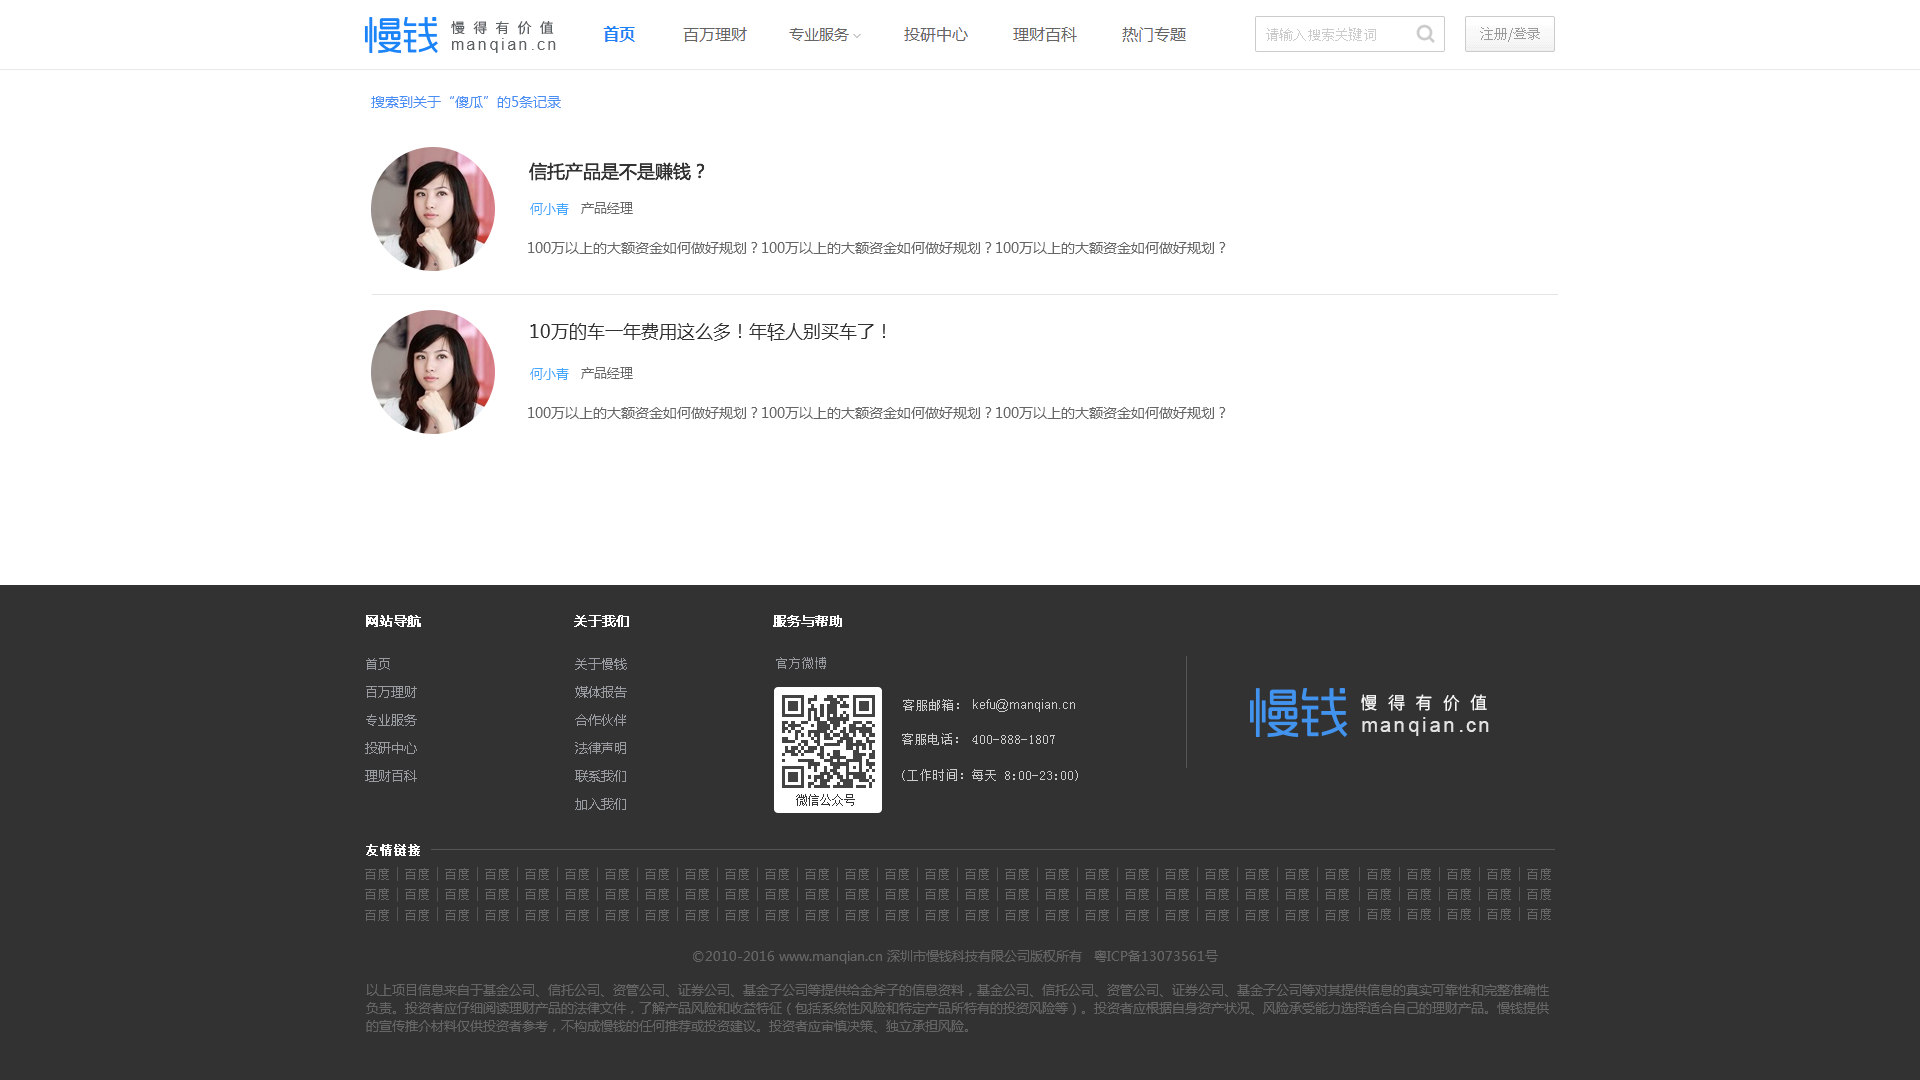 慢钱 慢得有价值
manqian.cn
首页 百万理财 专业服务 投研中心 理财百科 热门专题 请输入搜索关键词 注册/登录
搜索到关于“傻瓜”的5条记录
信托产品是不是赚钱？
何小青 产品经理
100万以上的大额资金如何做好规划？100万以上的大额资金如何做好规划？100万以上的大额资金如何做好规划？
10万的车一年费用这么多！年轻人别买车了！
何小青 产品经理
100万以上的大额资金如何做好规划？100万以上的大额资金如何做好规划？100万以上的大额资金如何做好规划？
网站导航
首页
百万理财
专业服务
投研中心
理财百科
关于我们
关于慢钱
媒体报告
合作伙伴
法律声明
联系我们
加入我们
服务与帮助
官方微博
微信公众号
客服邮箱： kefu@manqian.cn
客服电话： 400-888-1807
(工作时间：每天 8:00-23:00)
慢钱 慢得有价值
manqian.cn
友情链接
百度 百度 百度 百度 百度 百度 百度 百度 百度 百度 百度 百度 百度 百度 百度 百度 百度 百度 百度 百度 百度 百度 百度 百度 百度 百度 百度 百度 百度 百度
百度 百度 百度 百度 百度 百度 百度 百度 百度 百度 百度 百度 百度 百度 百度 百度 百度 百度 百度 百度 百度 百度 百度 百度 百度 百度 百度 百度 百度 百度
百度 百度 百度 百度 百度 百度 百度 百度 百度 百度 百度 百度 百度 百度 百度 百度 百度 百度 百度 百度 百度 百度 百度 百度 百度 百度 百度 百度 百度 百度
©2010-2016 www.manqian.cn 深圳市慢钱科技有限公司版权所有 粤ICP备13073561号
以上项目信息来自于基金公司、信托公司、资管公司、证券公司、基金子公司等提供给金斧子的信息资料，基金公司、信托公司、资管公司、证券公司、基金子公司等对其提供信息的真实可靠性和完整准确性
负责。投资者应仔细阅读理财产品的法律文件，了解产品风险和收益特征（包括系统性风险和特定产品所特有的投资风险等）。投资者应根据自身资产状况、风险承受能力选择适合自己的理财产品。慢钱提供
的宣传推介材料仅供投资者参考，不构成慢钱的任何推荐或投资建议。投资者应审慎决策、独立承担风险。